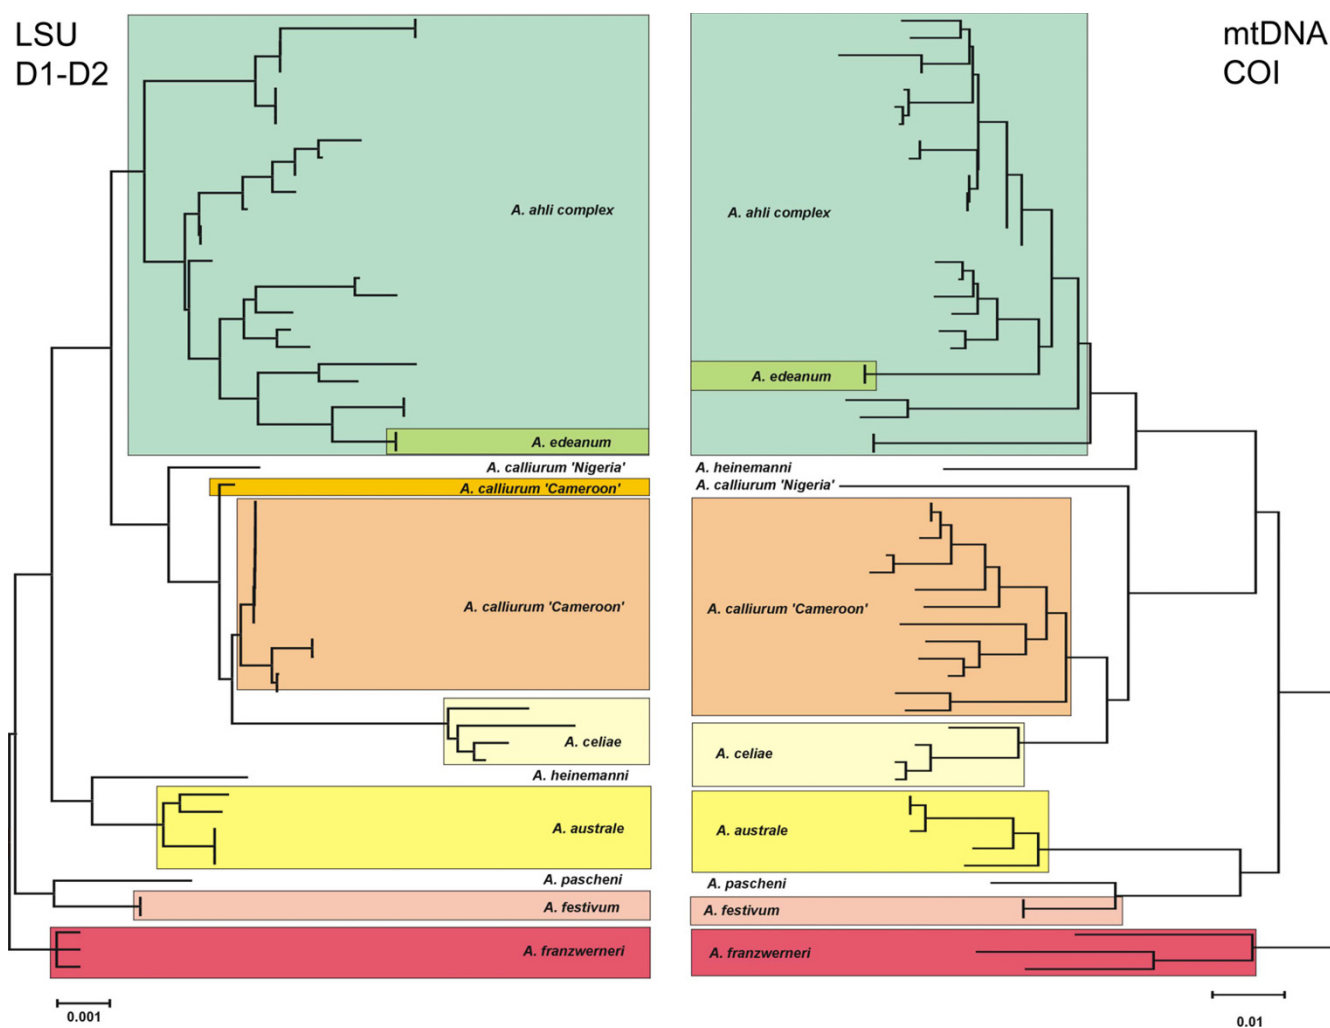 LSU
D1-D2
mtDNA
COI
A. ahli complex
A. edeanum
A. calliurum 'Nigeria'
A. calliurum 'Cameroon'
A. calliurum 'Cameroon'
A. celiae
A. heinemanni
A. australe
A. pascheni
A. festivum
A. franzwerneri
0.001
A. ahli complex
A. edeanum
A. heinemanni
A. calliurum 'Nigeria'
A. calliurum 'Cameroon'
A. celiae
A. australe
A. pascheni
A. festivum
A. franzwerneri
0.01